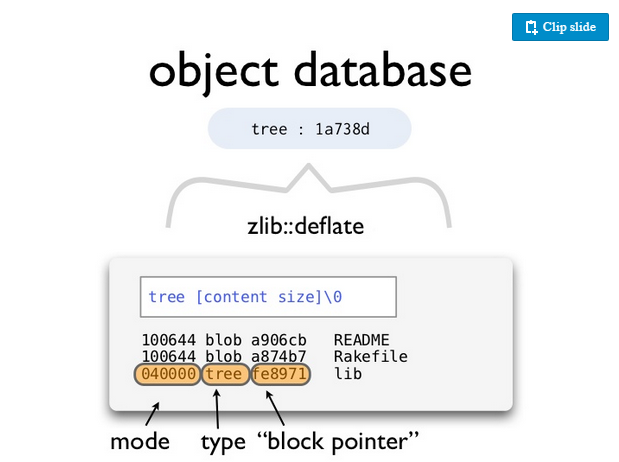 Clip slide
object database
tree : 1a738d
zlib::deflate
tree [content size]\0
100644 blob a906cb README
100644 blob a874b7 Rakefile
040000 tree fe8971 lib
mode type “block pointer”